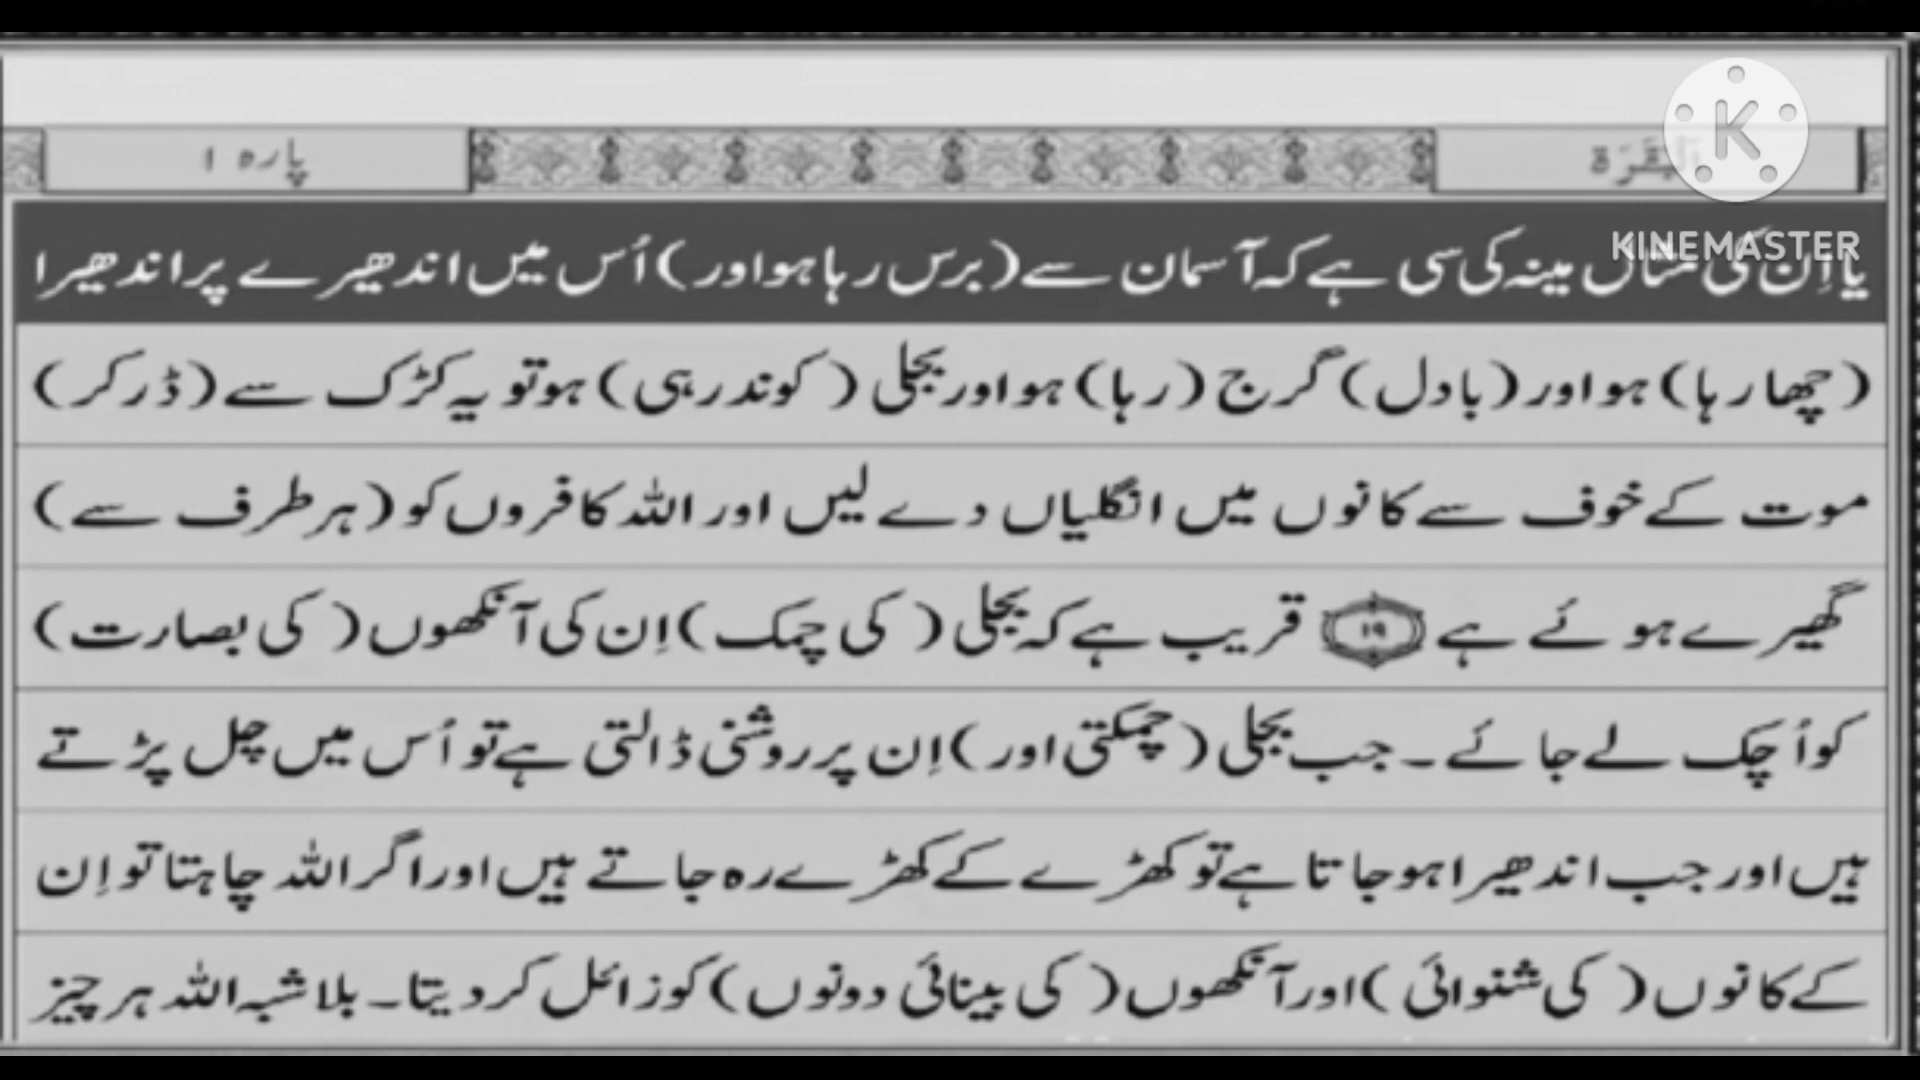 پارہ ۱
البقرۃ
KINEMASTER
یا اِن کی مثال مینہ کی سی ہے کہ آسمان سے (برس رہا ہو اور) اُس میں اندھیرے پر اندھیرا
(چھا رہا) ہو اور (بادل) گرج (رہا) ہو اور بجلی (کوند رہی) ہو تو یہ کڑک سے (ڈر کر)
موت کے خوف سے کانوں میں انگلیاں دے لیں اور اللہ کافروں کو (ہر طرف سے)
گھیرے ہوئے ہے ۱۹ قریب ہے کہ بجلی (کی چمک) اِن کی آنکھوں (کی بصارت)
کو اُچک لے جائے ۔ جب بجلی (چمکتی اور) اِن پر روشنی ڈالتی ہے تو اُس میں چل پڑتے
ہیں اور جب اندھیرا ہو جاتا ہے تو کھڑے کے کھڑے رہ جاتے ہیں اور اگر اللہ چاہتا تو اِن
کے کانوں (کی شنوائی) اور آنکھوں (کی بینائی دونوں) کو زائل کر دیتا ۔ بلا شبہ اللہ ہر چیز